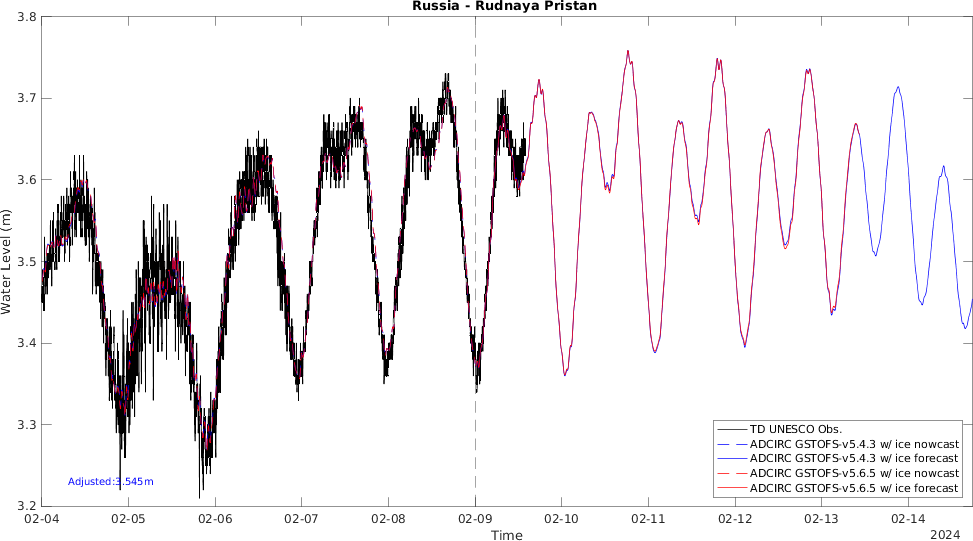 Russia - Rudnaya Pristan
3.8
3.7
3.6
3.5
3.4
3.3
3.2
Water Level (m)
Adjusted:3.545m
TD UNESCO Obs.
ADCIRC GSTOFS-v5.4.3 w/ ice nowcast
ADCIRC GSTOFS-v5.4.3 w/ ice forecast
ADCIRC GSTOFS-v5.6.5 w/ ice nowcast
ADCIRC GSTOFS-v5.6.5 w/ ice forecast
02-04 02-05 02-06 02-07 02-08 02-09 02-10 02-11 02-12 02-13 02-14
Time
2024